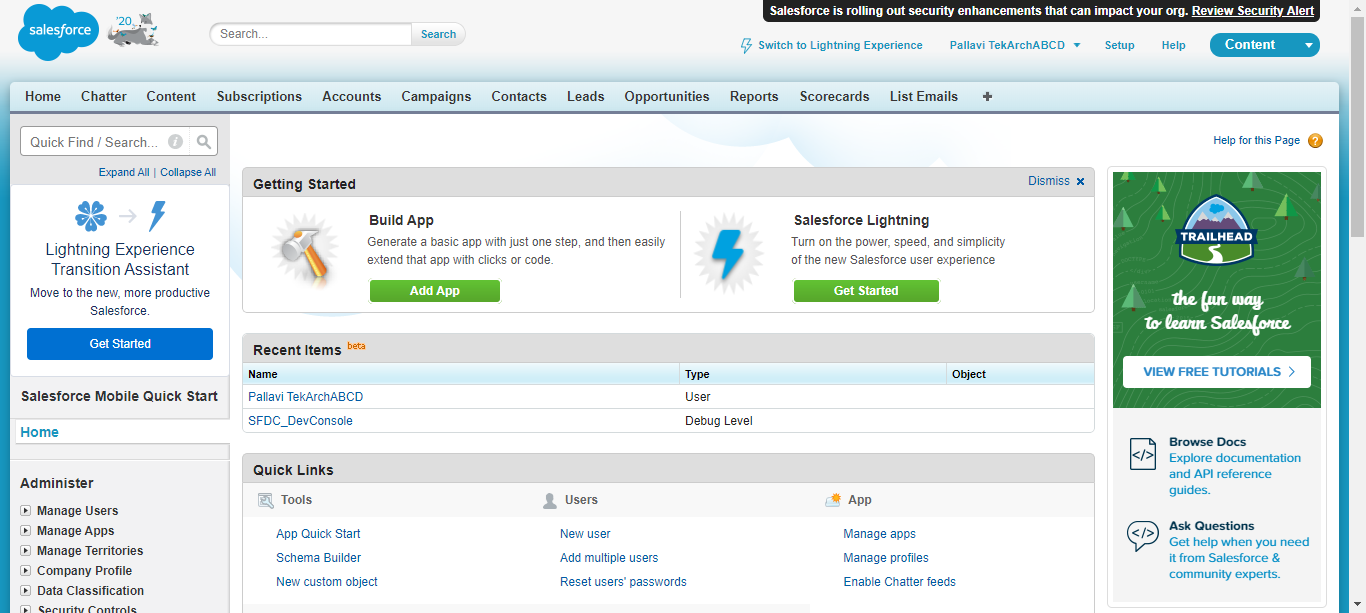 Salesforce is rolling out security enhancements that can impact your org. Review Security Alert
salesforce
'20
Search...
Search
Switch to Lightning Experience
Pallavi TekArchABCD
Setup
Help
Content
Home Chatter Content Subscriptions Accounts Campaigns Contacts Leads Opportunities Reports Scorecards List Emails +
Quick Find / Search...
Expand All | Collapse All
Lightning Experience
Transition Assistant
Move to the new, more productive
Salesforce.
Get Started
Salesforce Mobile Quick Start
Home
Administer
Manage Users
Manage Apps
Manage Territories
Company Profile
Data Classification
Security Controls
Help for this Page ?
Getting Started
Dismiss x
Build App
Generate a basic app with just one step, and then easily
extend that app with clicks or code.
Add App
Salesforce Lightning
Turn on the power, speed, and simplicity
of the new Salesforce user experience
Get Started
Recent Items beta
Name Type Object
Pallavi TekArchABCD User
SFDC_DevConsole Debug Level
Quick Links
Tools Users App
App Quick Start New user Manage apps
Schema Builder Add multiple users Manage profiles
New custom object Reset users' passwords Enable Chatter feeds
TRAILHEAD
the fun way
to learn Salesforce
VIEW FREE TUTORIALS >
</>
Browse Docs
Explore documentation
and API reference
guides.
</>
Ask Questions
Get help when you need
it from Salesforce &
community experts.